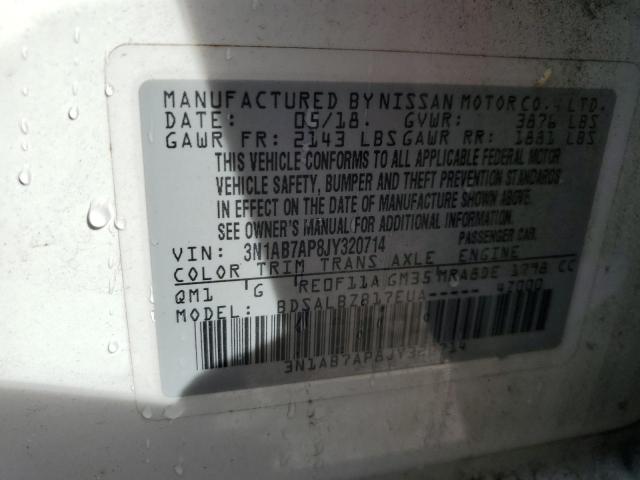 MANUFACTURED BY NISSAN MOTOR CO., LTD.
DATE: 05/18. GVWR: 3876 LBS
GAWR FR: 2143 LBS GAWR RR: 1881 LBS
THIS VEHICLE CONFORMS TO ALL APPLICABLE FEDERAL MOTOR
VEHICLE SAFETY, BUMPER AND THEFT PREVENTION STANDARDS
IN EFFECT ON THE DATE OF MANUFACTURE SHOWN ABOVE.
SEE OWNER'S MANUAL FOR ADDITIONAL INFORMATION.
VIN: 3N1AB7AP8JY320714 PASSENGER CAR
COLOR TRIM TRANS AXLE ENGINE
QM1 G RE0F11A GM35 MRA8DE 1798 CC
MODEL: BDSALBZB17EUA----- 47000
3N1AB7AP8JY320714